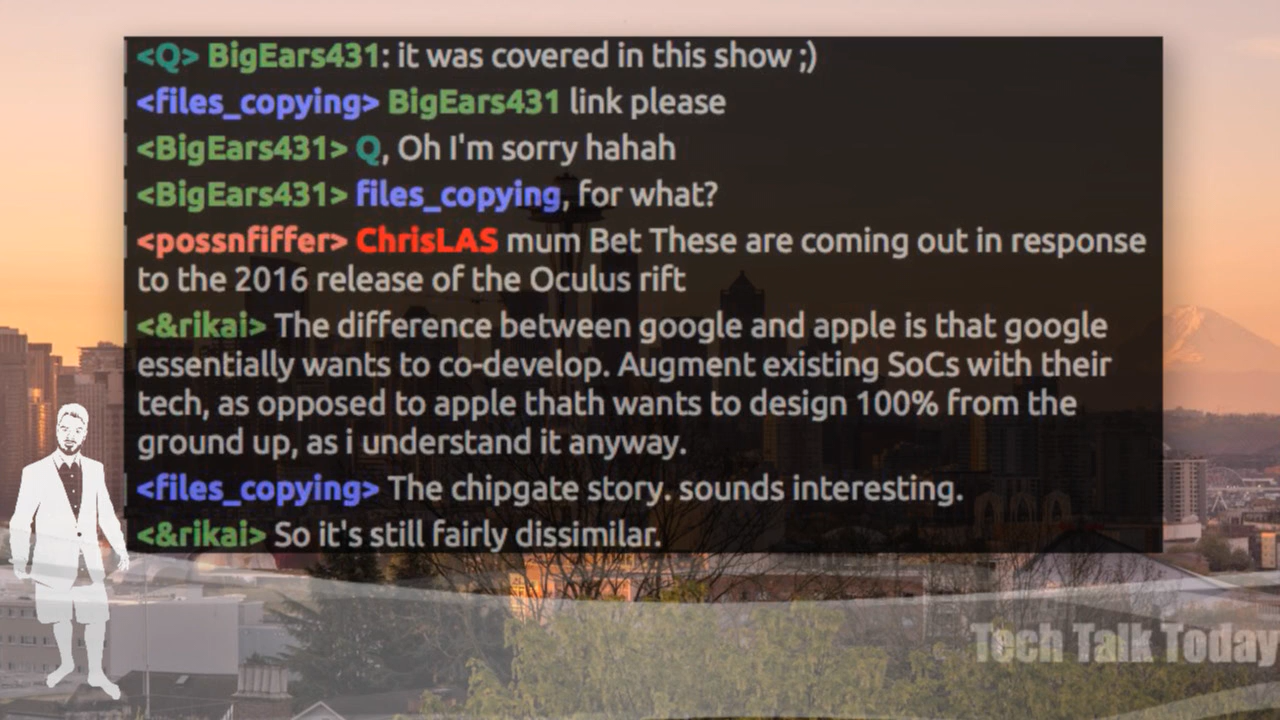 <Q> BigEars431: it was covered in this show ;)
<files_copying> BigEars431 link please
<BigEars431> Q, Oh I'm sorry hahah
<BigEars431> files_copying, for what?
<possnfiffer> ChrisLAS mum Bet These are coming out in response
to the 2016 release of the Oculus rift
<&rikai> The difference between google and apple is that google
essentially wants to co-develop. Augment existing SoCs with their
tech, as opposed to apple thath wants to design 100% from the
ground up, as i understand it anyway.
<files_copying> The chipgate story. sounds interesting.
<&rikai> So it's still fairly dissimilar.
Tech Talk Today